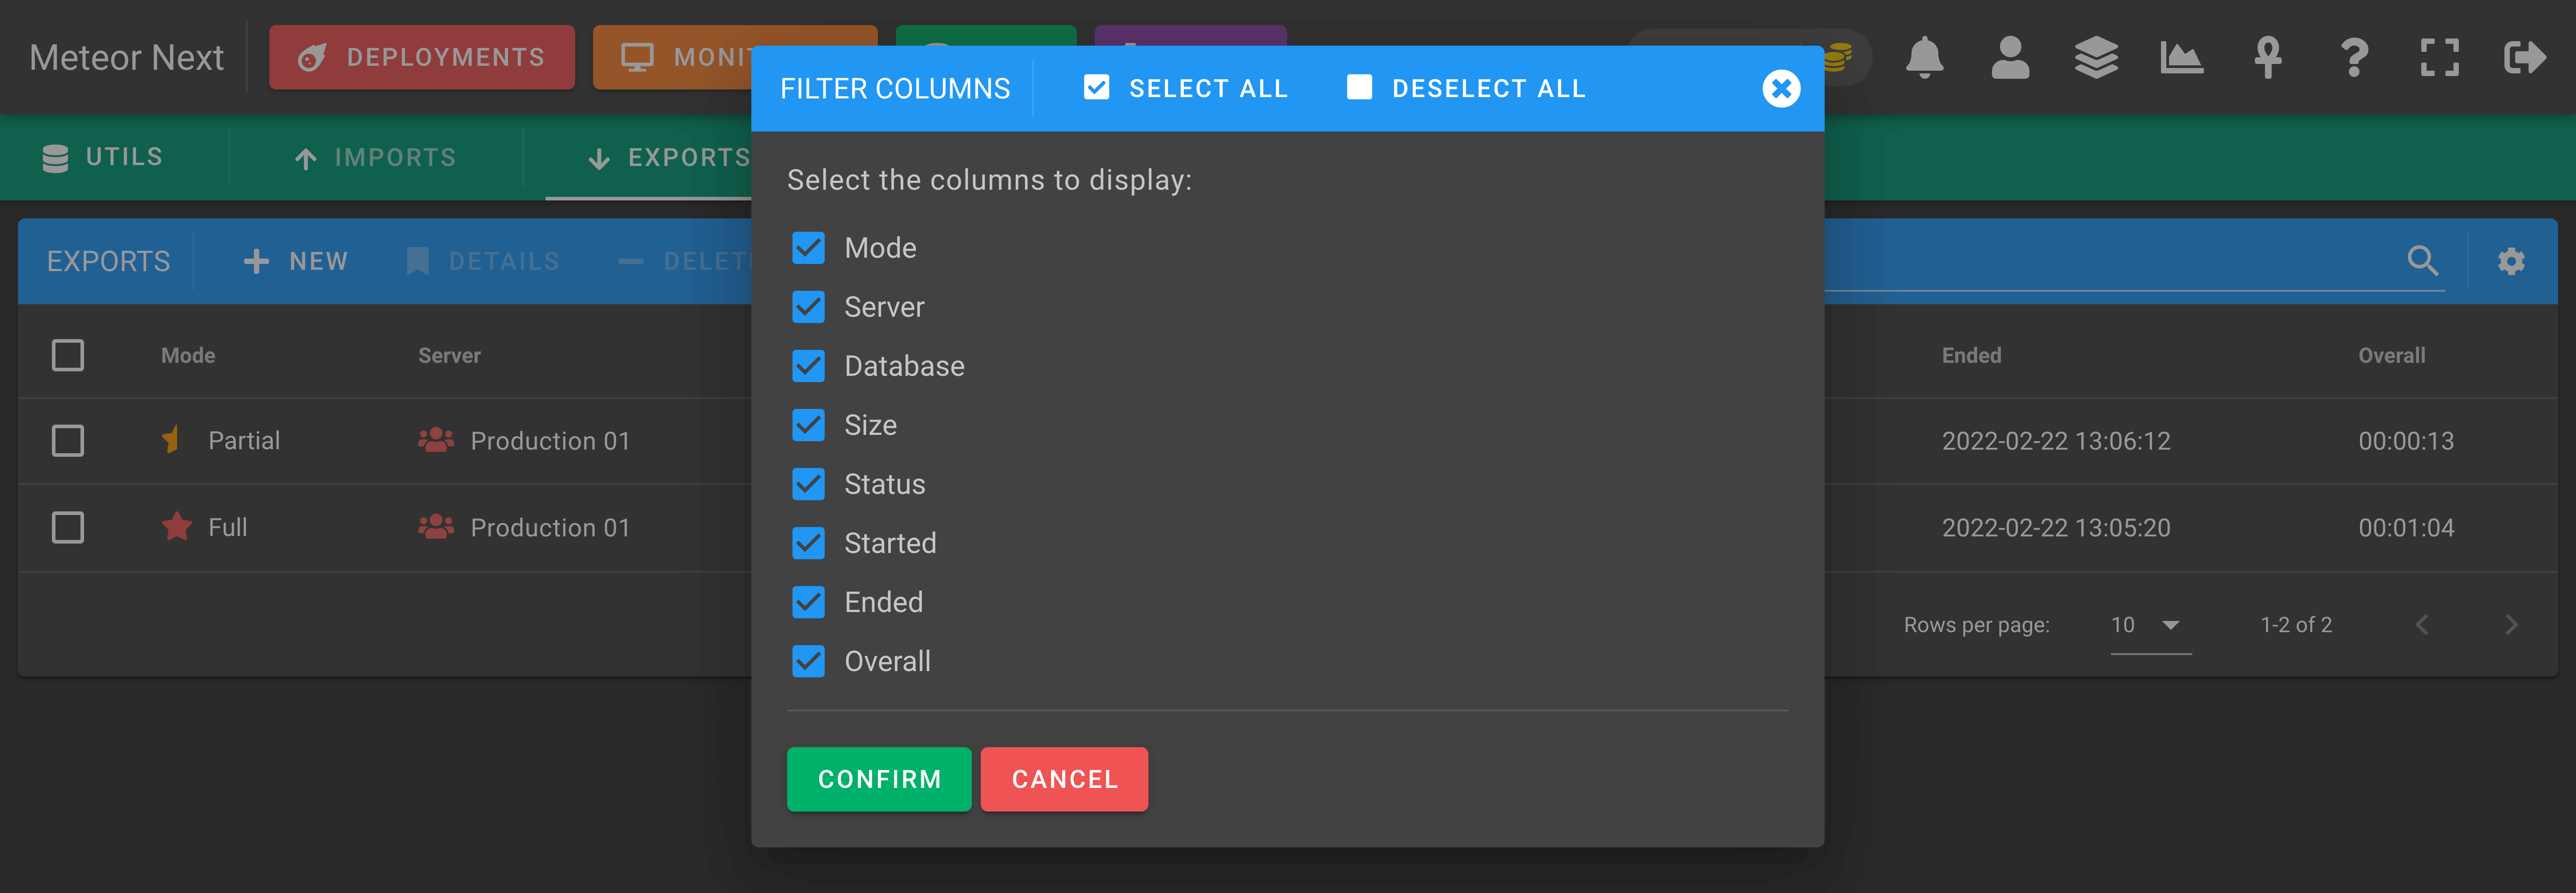 Meteor Next
DEPLOYMENTS
FILTER COLUMNS
SELECT ALL
DESELECT ALL
UTILS
IMPORTS
EXPORTS
Select the columns to display:
Mode
Server
Database
Size
Status
Started
Ended
Overall
CONFIRM
CANCEL
EXPORTS
NEW
DETAILS
Mode
Server
Ended
Overall
Partial
Production 01
2022-02-22 13:06:12
00:00:13
Full
Production 01
2022-02-22 13:05:20
00:01:04
Rows per page:
10
1-2 of 2